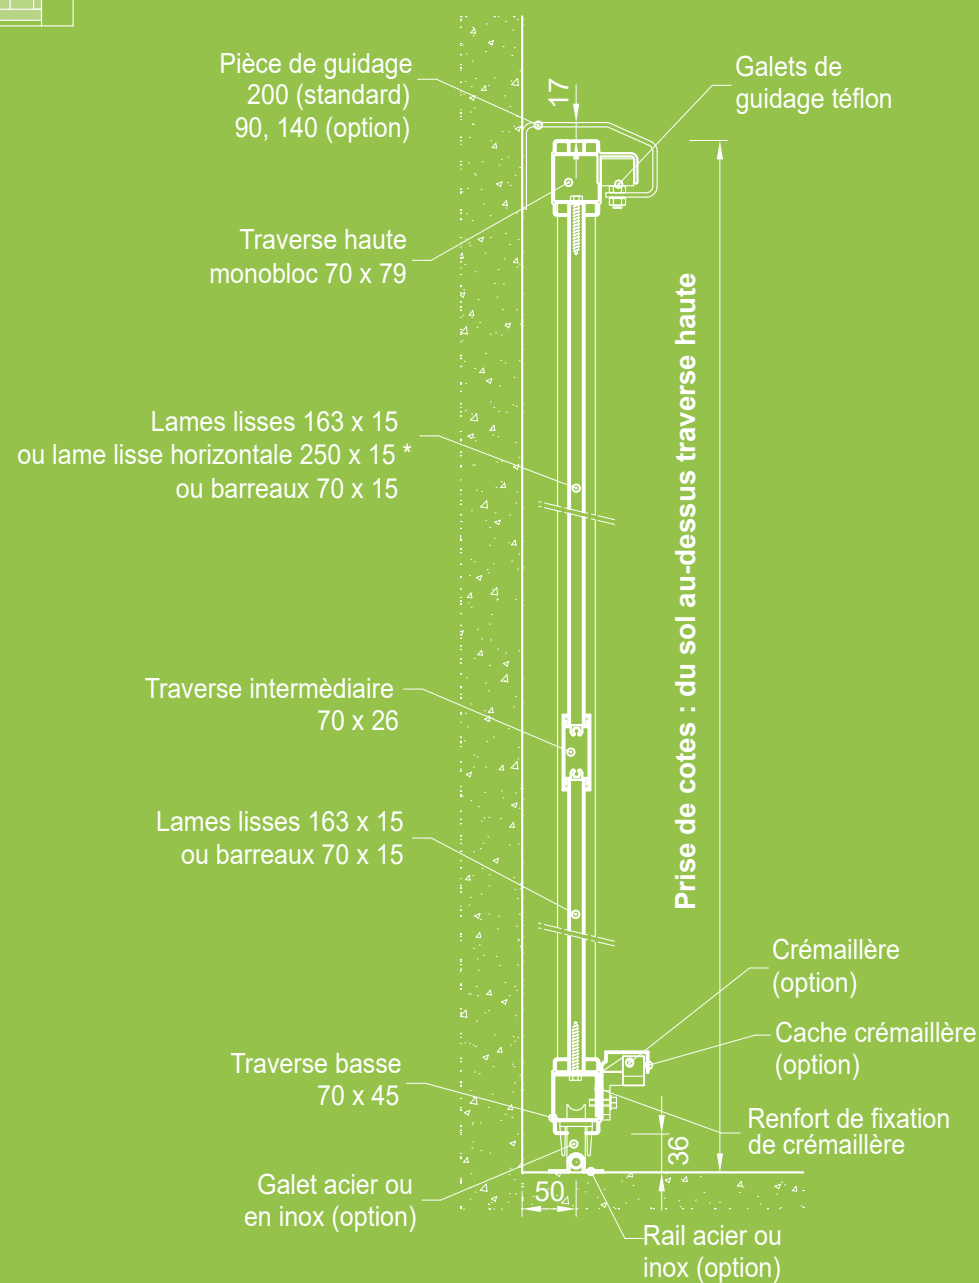 Pièce de guidage
200 (standard)
90, 140 (option)
17
Galets de
guidage téflon
Traverse haute
monobloc 70 x 79
Prise de cotes : du sol au-dessus traverse haute
Lames lisses 163 x 15
ou lame lisse horizontale 250 x 15 *
ou barreaux 70 x 15
Traverse intermèdiaire
70 x 26
Lames lisses 163 x 15
ou barreaux 70 x 15
Crémaillère
(option)
Cache crémaillère
(option)
Traverse basse
70 x 45
Renfort de fixation
de crémaillère
36
Galet acier ou
en inox (option)
50
Rail acier ou
inox (option)